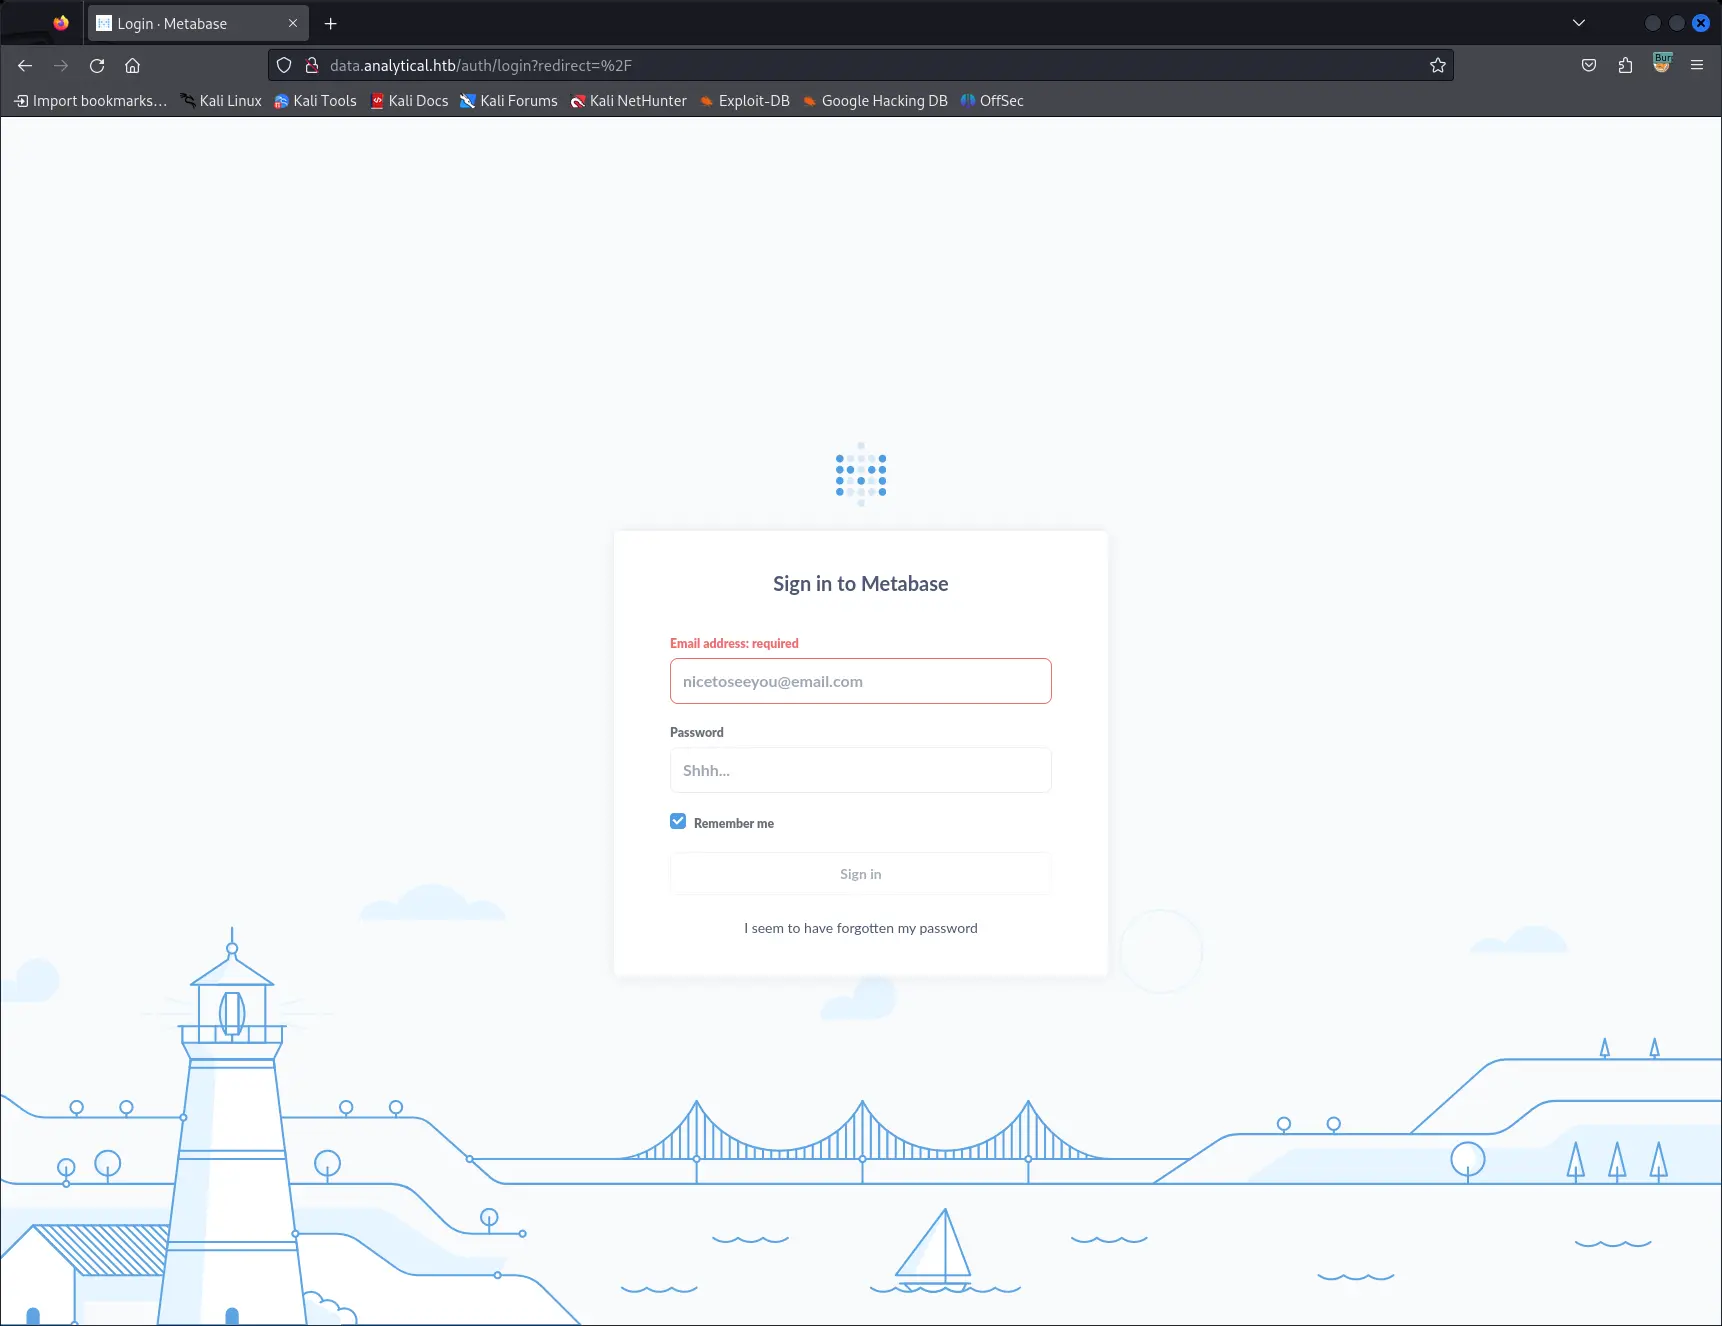 Login · Metabase
data.analytical.htb/auth/login?redirect=%2F
Import bookmarks... Kali Linux Kali Tools Kali Docs Kali Forums Kali NetHunter Exploit-DB Google Hacking DB OffSec
Sign in to Metabase
Email address: required
nicetoseeyou@email.com
Password
Shhh...
Remember me
Sign in
I seem to have forgotten my password